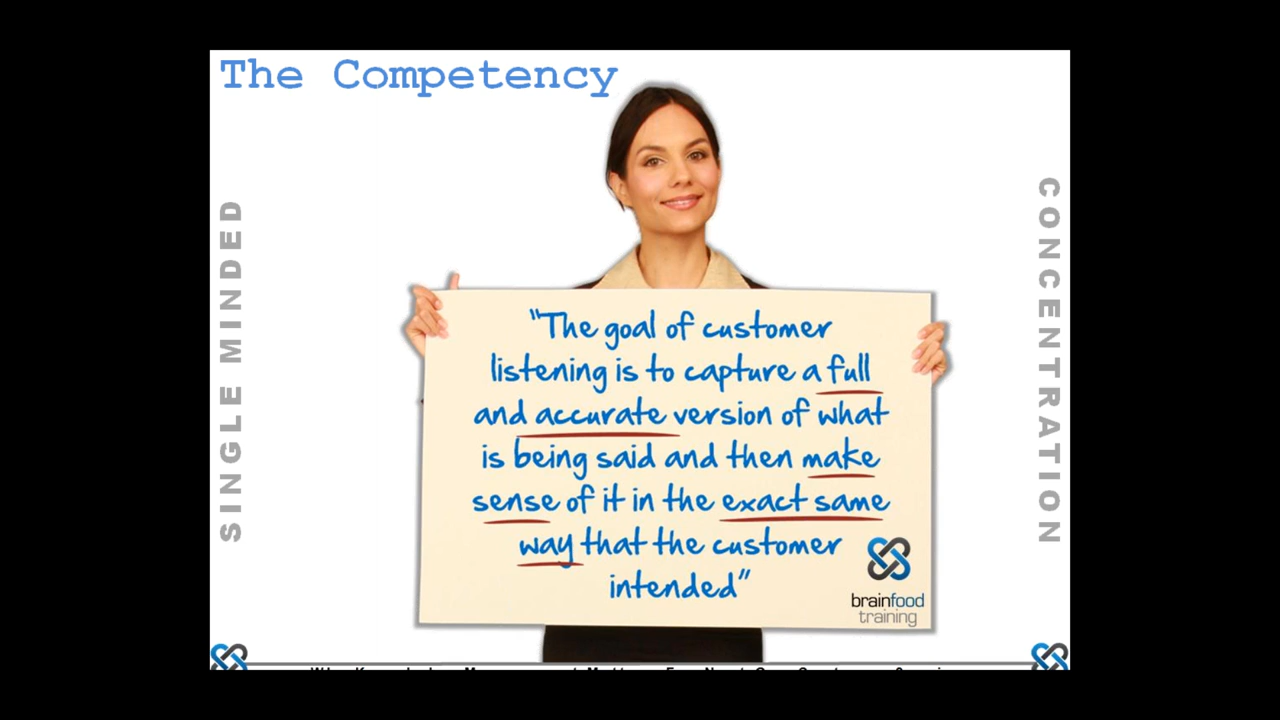 The Competency
SINGLE MINDED
CONCENTRATION
"The goal of customer
listening is to capture a full
and accurate version of what
is being said and then make
sense of it in the exact same
way that the customer
intended"
brainfood
training